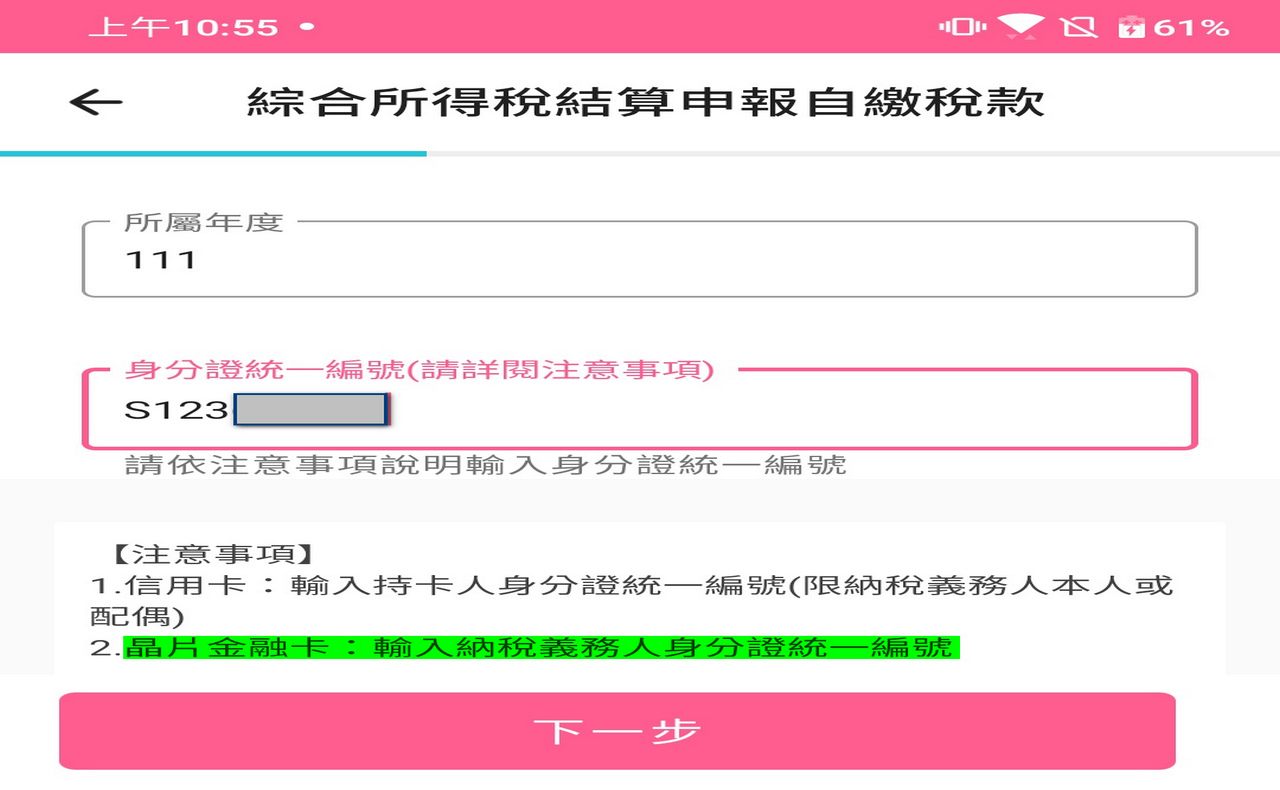 上午10:55
61%
綜合所得稅結算申報自繳稅款
所屬年度
111
身分證統一編號(請詳閱注意事項)
S123
請依注意事項說明輸入身分證統一編號
【注意事項】
1.信用卡：輸入持卡人身分證統一編號(限納稅義務人本人或
配偶)
2.晶片金融卡：輸入納稅義務人身分證統一編號
下一步